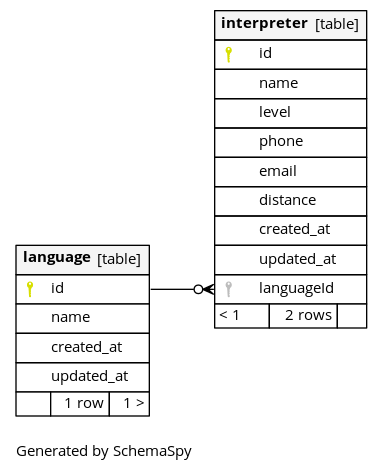 interpreter [table]
id
name
level
phone
email
distance
created_at
updated_at
languageId
< 1 2 rows
language [table]
id
name
created_at
updated_at
1 row 1 >
Generated by SchemaSpy